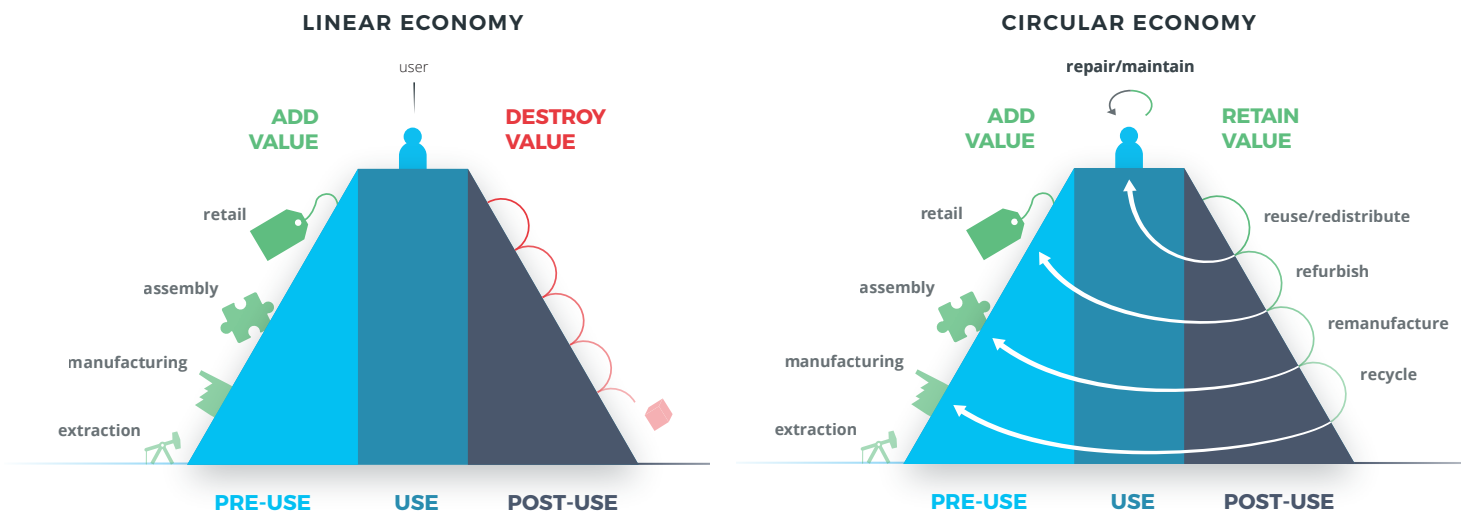 LINEAR ECONOMY
user
ADD
VALUE
DESTROY
VALUE
retail
assembly
manufacturing
extraction
PRE-USE
USE
POST-USE
CIRCULAR ECONOMY
repair/maintain
ADD
VALUE
RETAIN
VALUE
retail
reuse/redistribute
refurbish
assembly
remanufacture
manufacturing
recycle
extraction
PRE-USE
USE
POST-USE